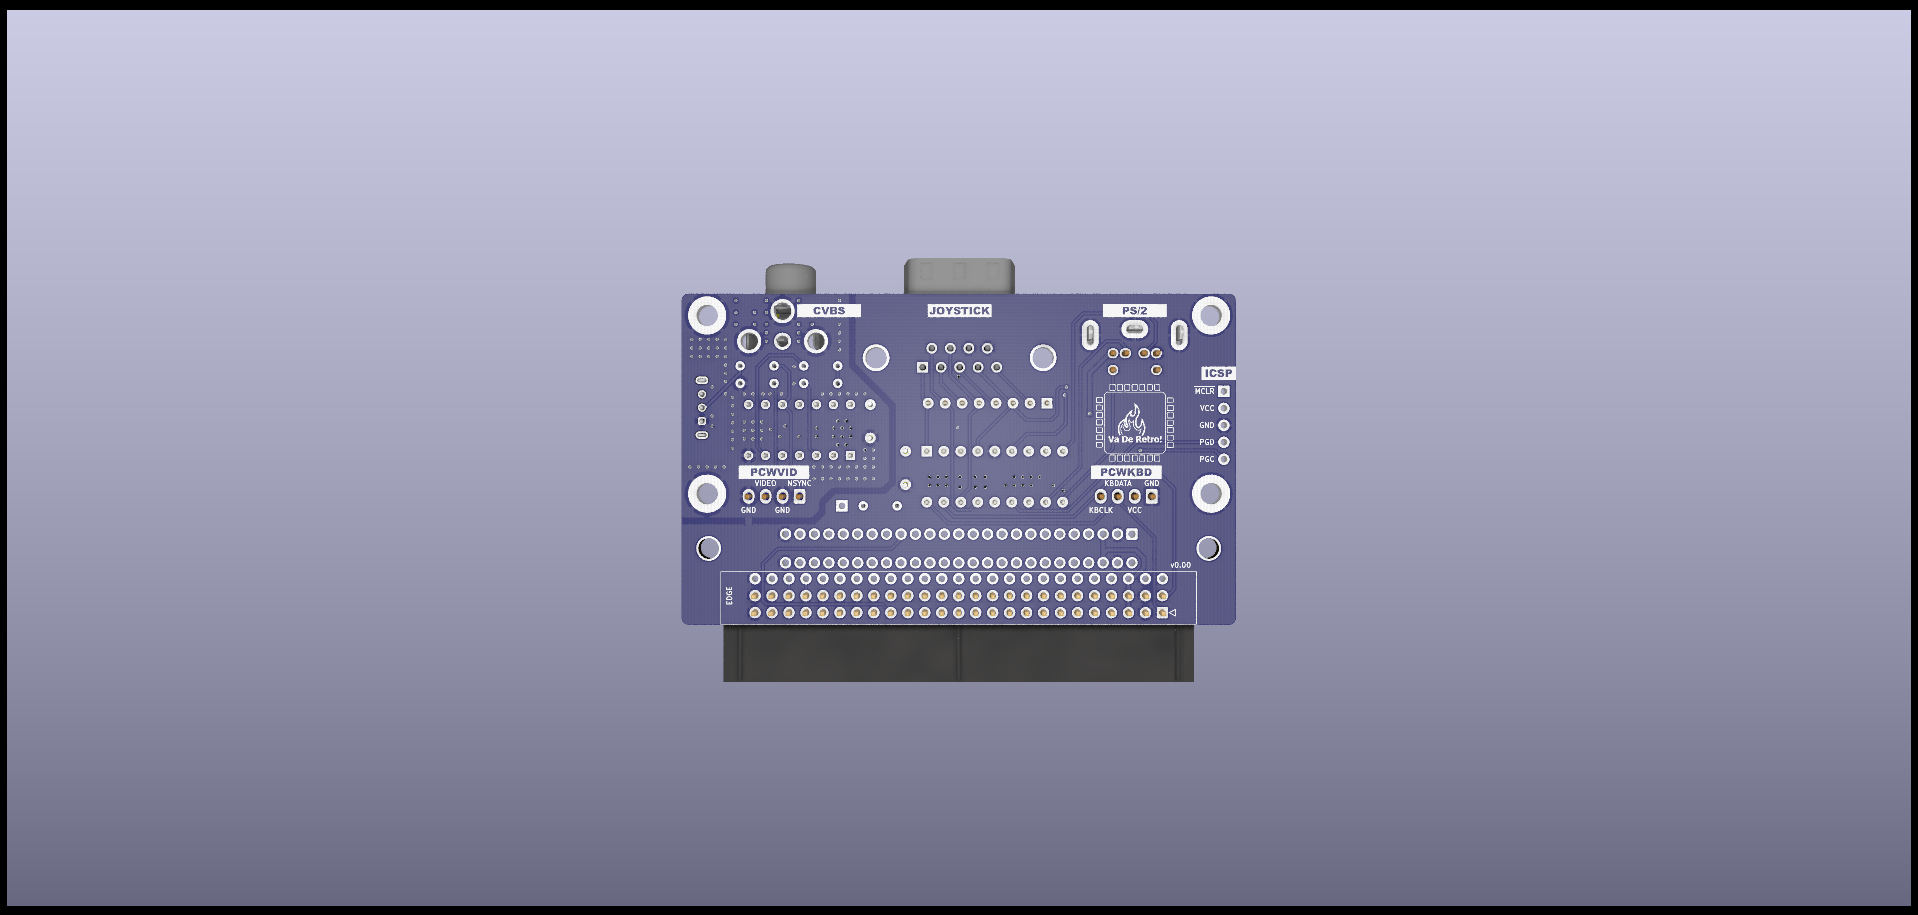 CVBS
JOYSTICK
PS/2
ICSP
MCLR
VCC
GND
PGD
PGC
Va De Retro!
PCWVID
VIDEO NSYNC
GND GND
PCWKBD
KBDATA GND
KBCLK VCC
v0.00
EDGE